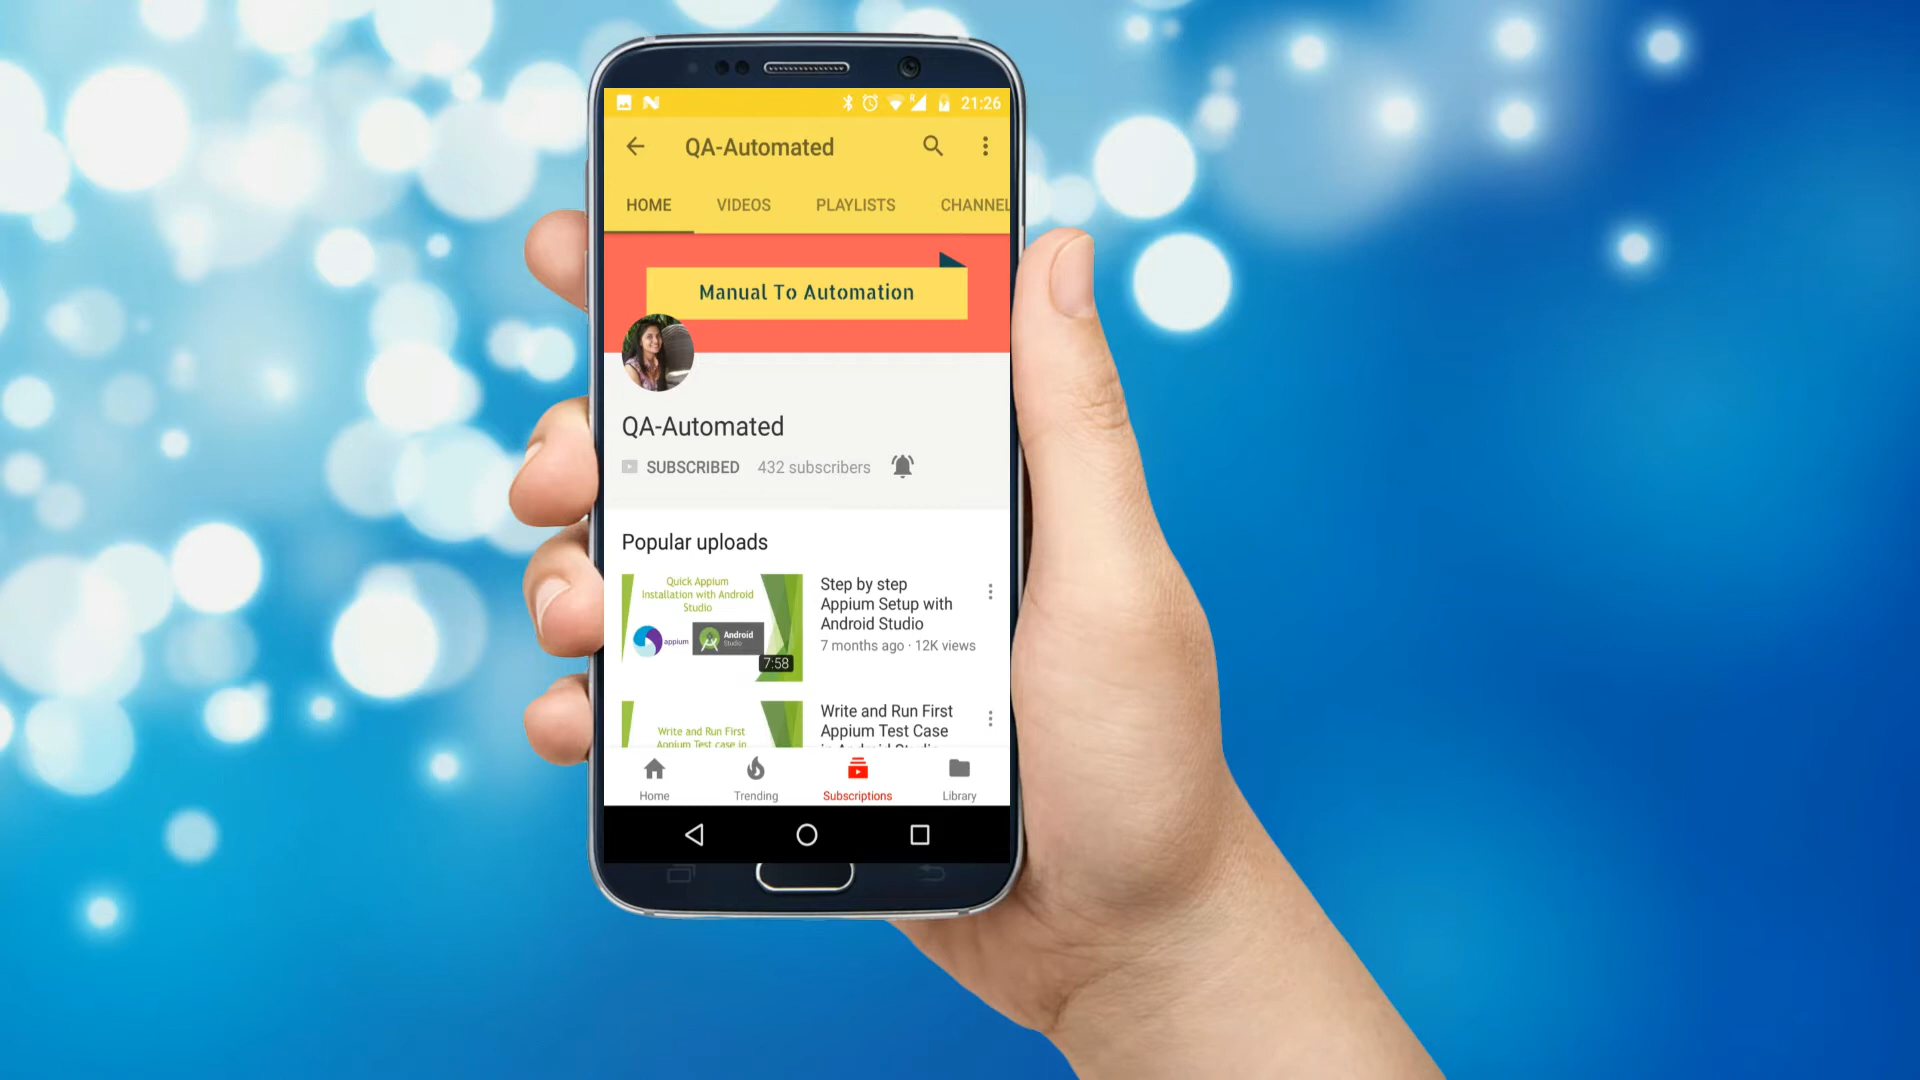 21:26
QA-Automated
HOME VIDEOS PLAYLISTS CHANNEL
Manual To Automation
QA-Automated
SUBSCRIBED 432 subscribers
Popular uploads
Quick Appium
Installation with Android
Studio
appium
Android
Studio
7:58
Step by step
Appium Setup with
Android Studio
7 months ago · 12K views
Write and Run First
Appium Test case in
Write and Run First
Appium Test Case
in Android Studio
Home Trending Subscriptions Library